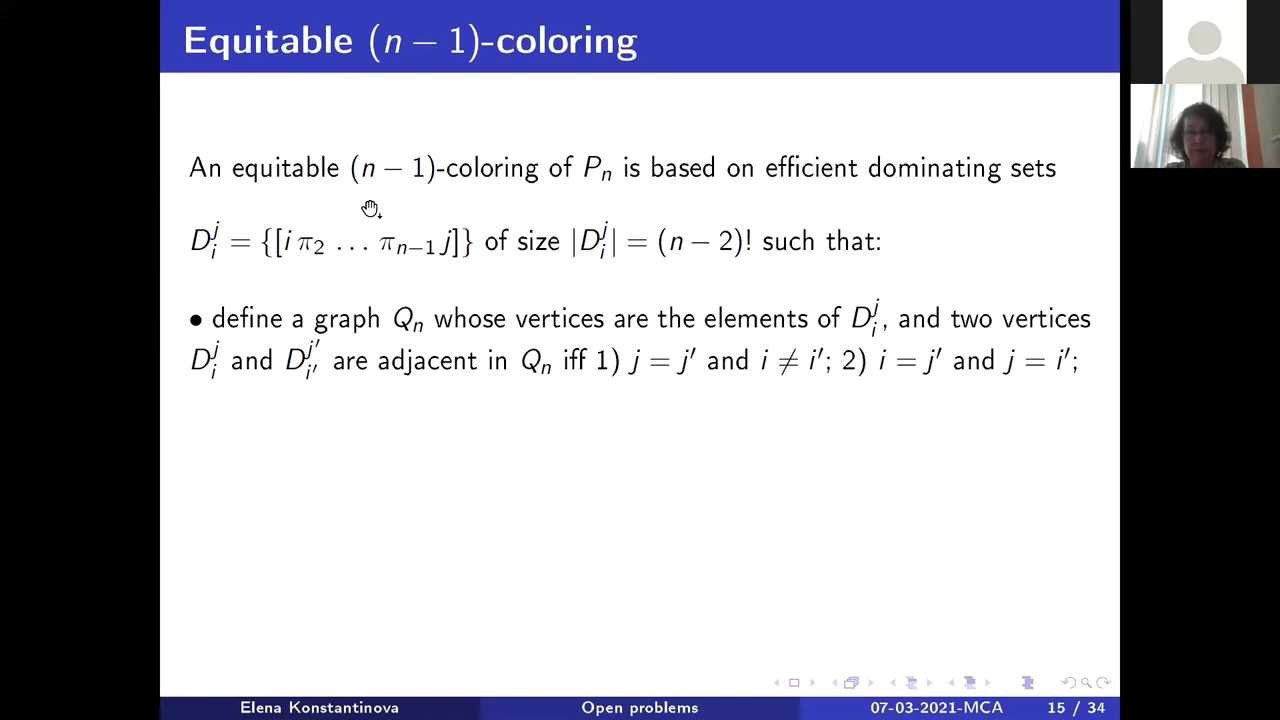 Equitable (n − 1)-coloring
An equitable (n − 1)-coloring of Pₙ is based on efficient dominating sets
Dᵢʲ = {[i π₂ … πₙ₋₁ j]} of size |Dᵢʲ| = (n − 2)! such that:
• define a graph Qₙ whose vertices are the elements of Dᵢʲ, and two vertices
Dᵢʲ and Dᵢ′ʲ′ are adjacent in Qₙ iff 1) j = j′ and i ≠ i′; 2) i = j′ and j = i′;
Elena Konstantinova Open problems 07-03-2021-MCA 15 / 34